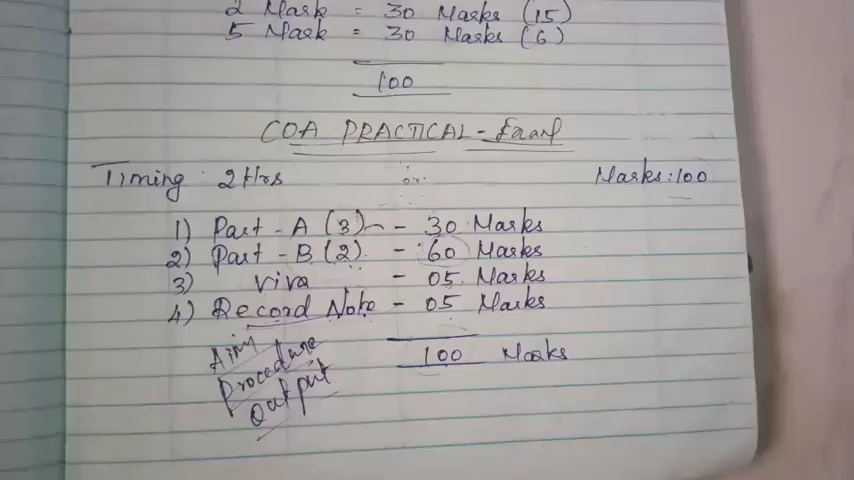 2 Mark = 30 Marks (15)
5 Mark = 30 Marks (6)
100
COA PRACTICAL - Exam
Timing : 2 Hrs or Marks : 100
1) Part - A (3) - 30 Marks
2) Part - B (2) - 60 Marks
3) viva - 05 Marks
4) Record Note - 05 Marks
100 Marks
Aim
Procedure
Output